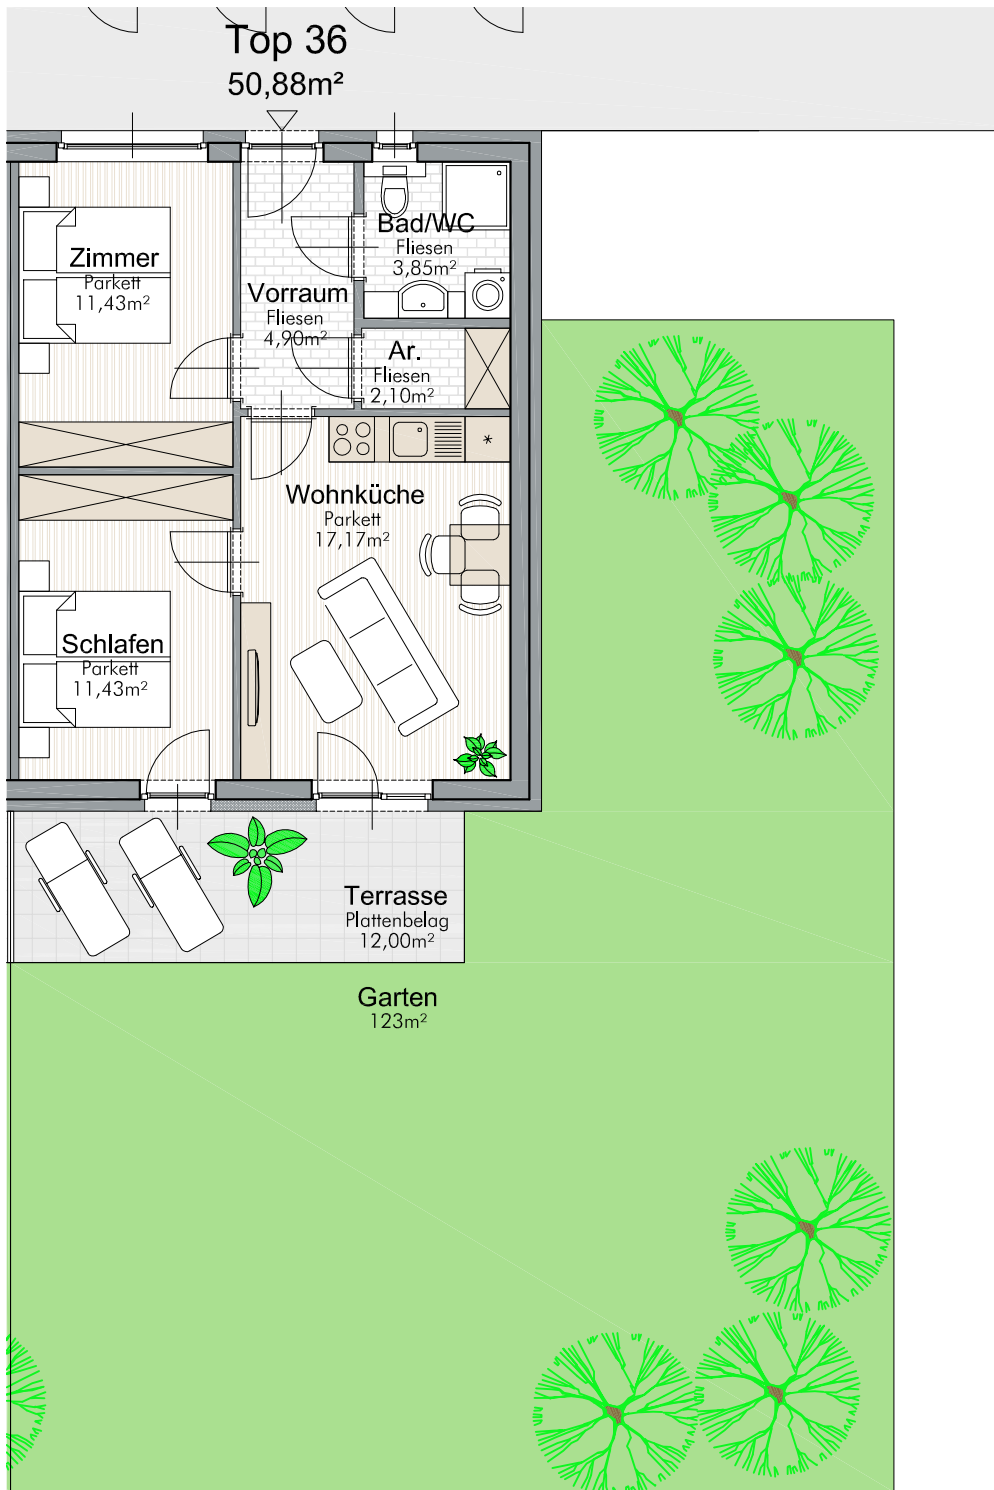 Top 36
50,88m²
Bad/WC
Fliesen
3,85m²
Zimmer
Parkett
11,43m²
Vorraum
Fliesen
4,90m²
Ar.
Fliesen
2,10m²
*
Wohnküche
Parkett
17,17m²
Schlafen
Parkett
11,43m²
Terrasse
Plattenbelag
12,00m²
Garten
123m²